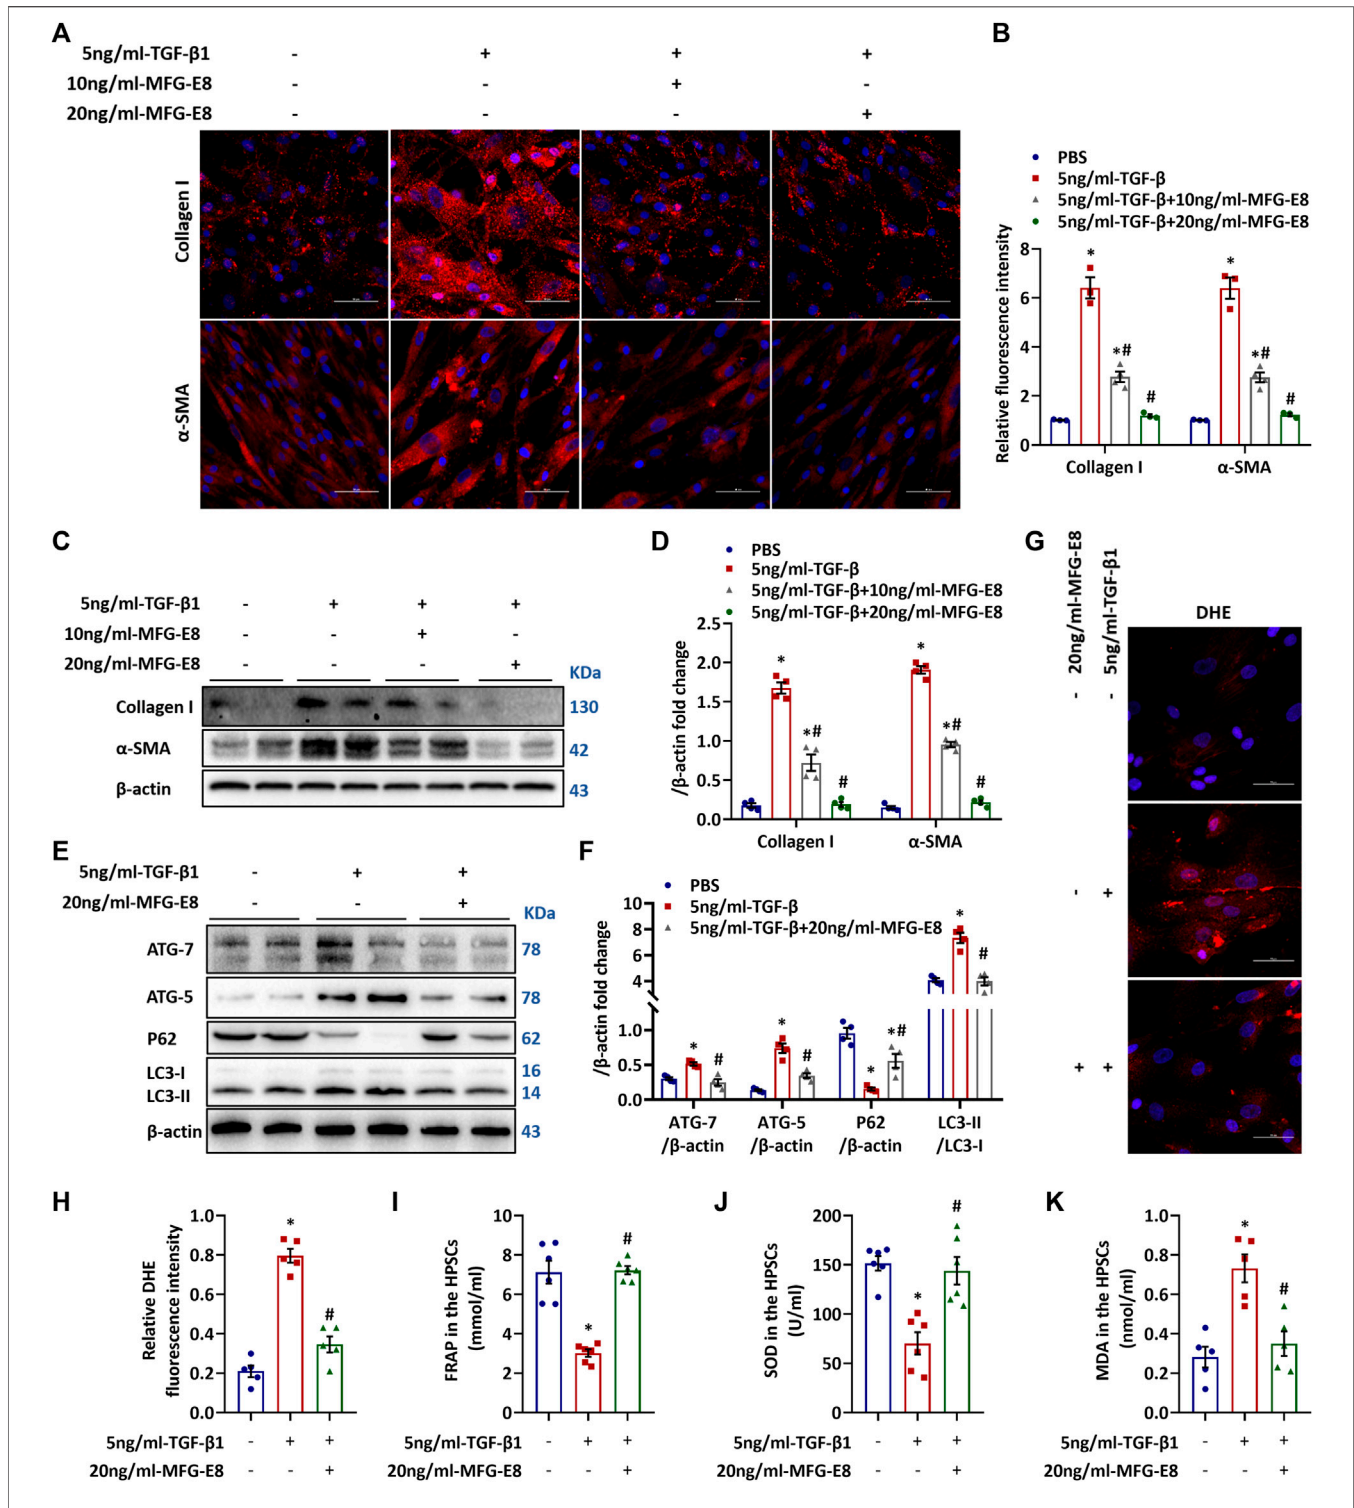 A
5ng/ml-TGF-β1 - + + +
10ng/ml-MFG-E8 - - + -
20ng/ml-MFG-E8 - - - +
Collagen I
α-SMA
B
PBS
5ng/ml-TGF-β
5ng/ml-TGF-β+10ng/ml-MFG-E8
5ng/ml-TGF-β+20ng/ml-MFG-E8
Relative fluorescence intensity
8
6
4
2
0
* *# # * *# #
Collagen I α-SMA
C
5ng/ml-TGF-β1 - + + +
10ng/ml-MFG-E8 - - + -
20ng/ml-MFG-E8 - - - +
KDa
Collagen I 130
α-SMA 42
β-actin 43
D
PBS
5ng/ml-TGF-β
5ng/ml-TGF-β+10ng/ml-MFG-E8
5ng/ml-TGF-β+20ng/ml-MFG-E8
/β-actin fold change
2.5
2.0
1.5
1.0
0.5
0.0
* *# # * *# #
Collagen I α-SMA
E
5ng/ml-TGF-β1 - + +
20ng/ml-MFG-E8 - - +
KDa
ATG-7 78
ATG-5 78
P62 62
LC3-I 16
LC3-II 14
β-actin 43
F
PBS
5ng/ml-TGF-β
5ng/ml-TGF-β+20ng/ml-MFG-E8
/β-actin fold change
10
8
6
4
1.0
0.5
0.0
* # * # * *# * #
ATG-7 ATG-5 P62 LC3-II
/β-actin /β-actin /β-actin /LC3-I
G
20ng/ml-MFG-E8 - - +
5ng/ml-TGF-β1 - + +
DHE
H
Relative DHE
fluorescence intensity
1.0
0.8
0.6
0.4
0.2
0.0
* #
5ng/ml-TGF-β1 - + +
20ng/ml-MFG-E8 - - +
I
FRAP in the HPSCs
(mmol/ml)
10
8
6
4
2
0
* #
5ng/ml-TGF-β1 - + +
20ng/ml-MFG-E8 - - +
J
SOD in the HPSCs
(U/ml)
200
150
100
50
0
* #
5ng/ml-TGF-β1 - + +
20ng/ml-MFG-E8 - - +
K
MDA in the HPSCs
(nmol/ml)
1.0
0.8
0.6
0.4
0.2
0.0
* #
5ng/ml-TGF-β1 - + +
20ng/ml-MFG-E8 - - +